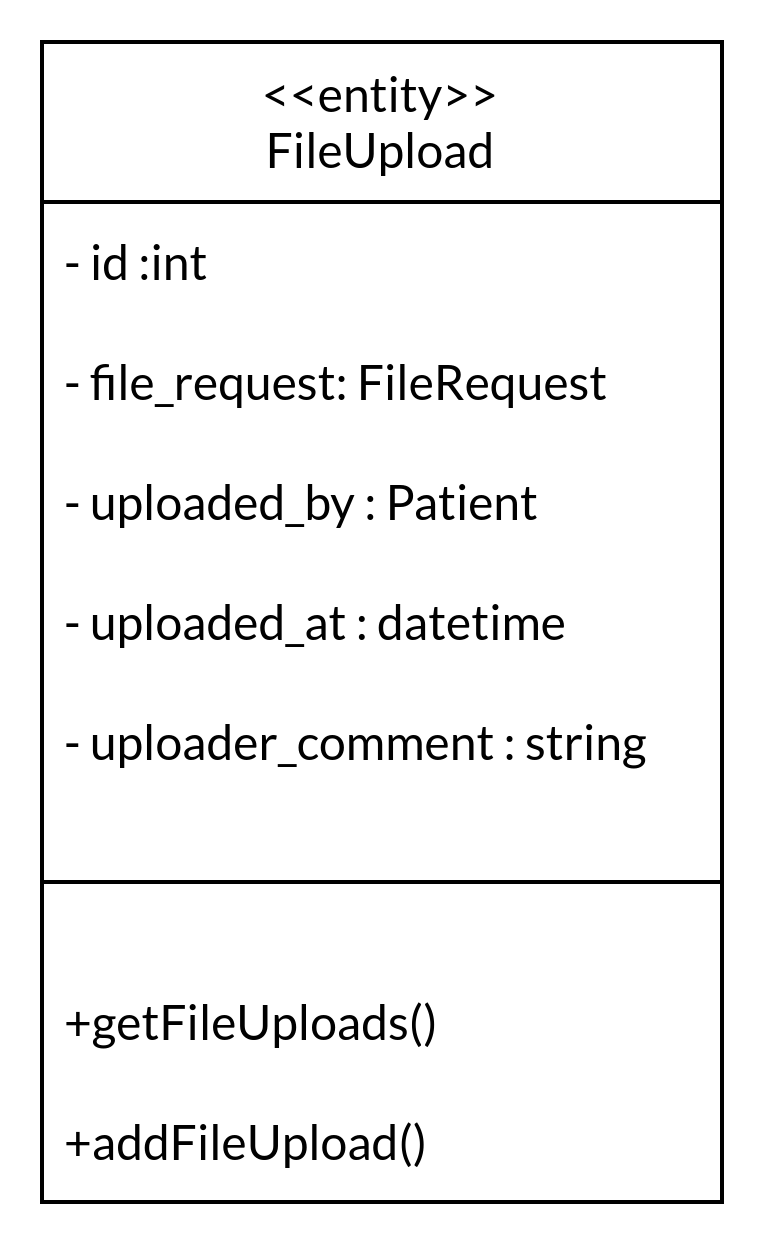 <<entity>>
FileUpload
- id :int
- file_request: FileRequest
- uploaded_by : Patient
- uploaded_at : datetime
- uploader_comment : string
+getFileUploads()
+addFileUpload()